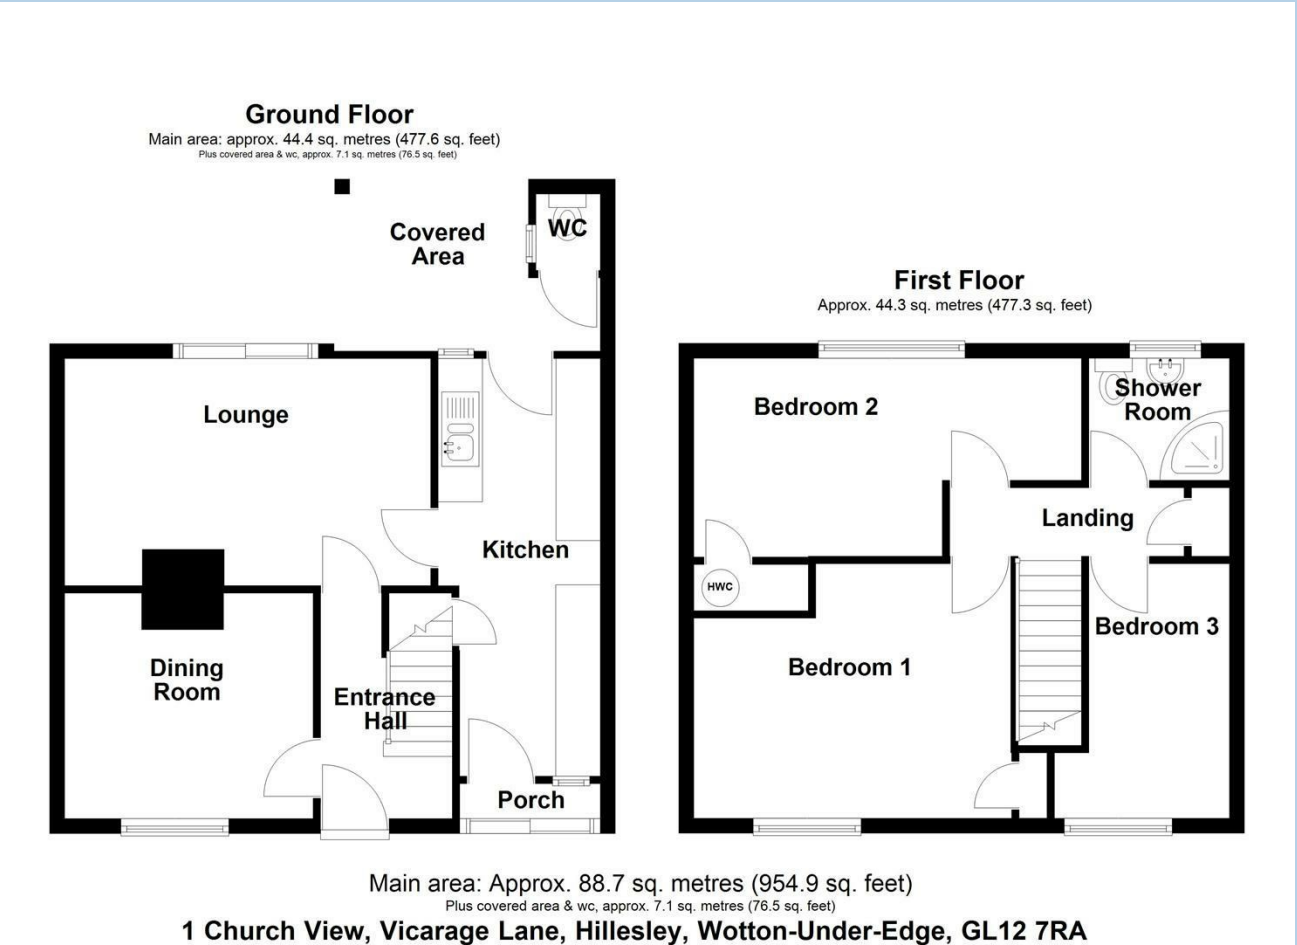 Ground Floor
Main area: approx. 44.4 sq. metres (477.6 sq. feet)
Plus covered area & wc, approx. 7.1 sq. metres (76.5 sq. feet)
Covered
Area
WC
Lounge
Kitchen
Dining
Room
Entrance
Hall
Porch
First Floor
Approx. 44.3 sq. metres (477.3 sq. feet)
Bedroom 2
Shower
Room
Landing
HWC
Bedroom 3
Bedroom 1
Main area: Approx. 88.7 sq. metres (954.9 sq. feet)
Plus covered area & wc, approx. 7.1 sq. metres (76.5 sq. feet)
1 Church View, Vicarage Lane, Hillesley, Wotton-Under-Edge, GL12 7RA